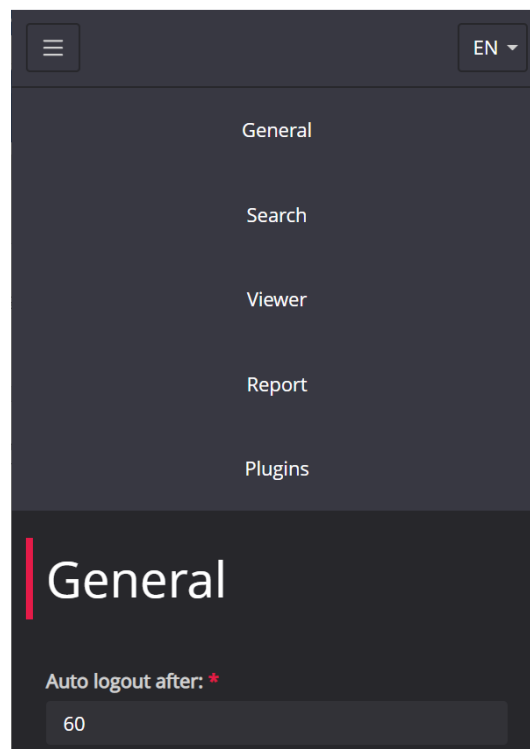 EN
General
Search
Viewer
Report
Plugins
General
Auto logout after: *
60